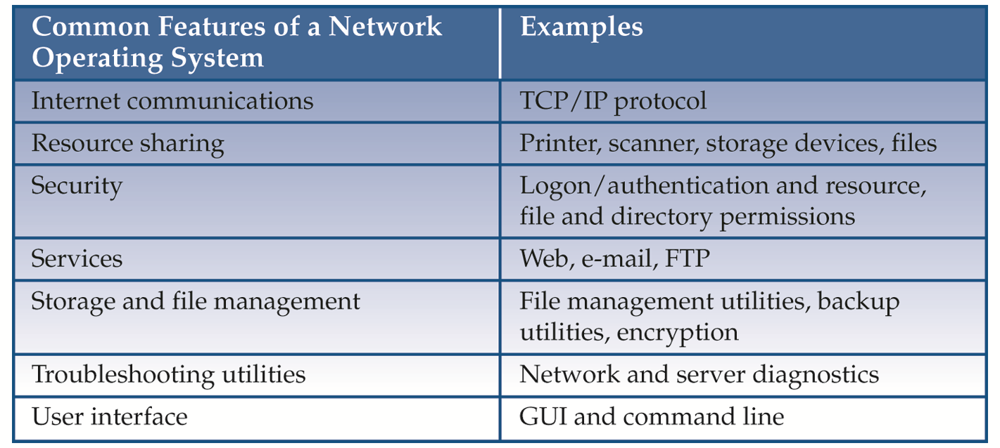 Common Features of a Network
Operating System
Examples
Internet communications
TCP/IP protocol
Resource sharing
Printer, scanner, storage devices, files
Security
Logon/authentication and resource,
file and directory permissions
Services
Web, e-mail, FTP
Storage and file management
File management utilities, backup
utilities, encryption
Troubleshooting utilities
Network and server diagnostics
User interface
GUI and command line